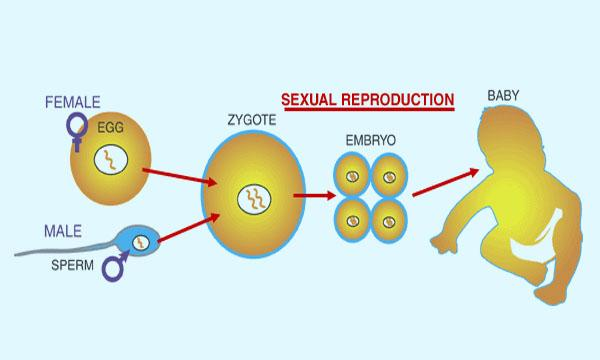 SEXUAL REPRODUCTION
FEMALE
EGG
ZYGOTE
EMBRYO
BABY
MALE
SPERM